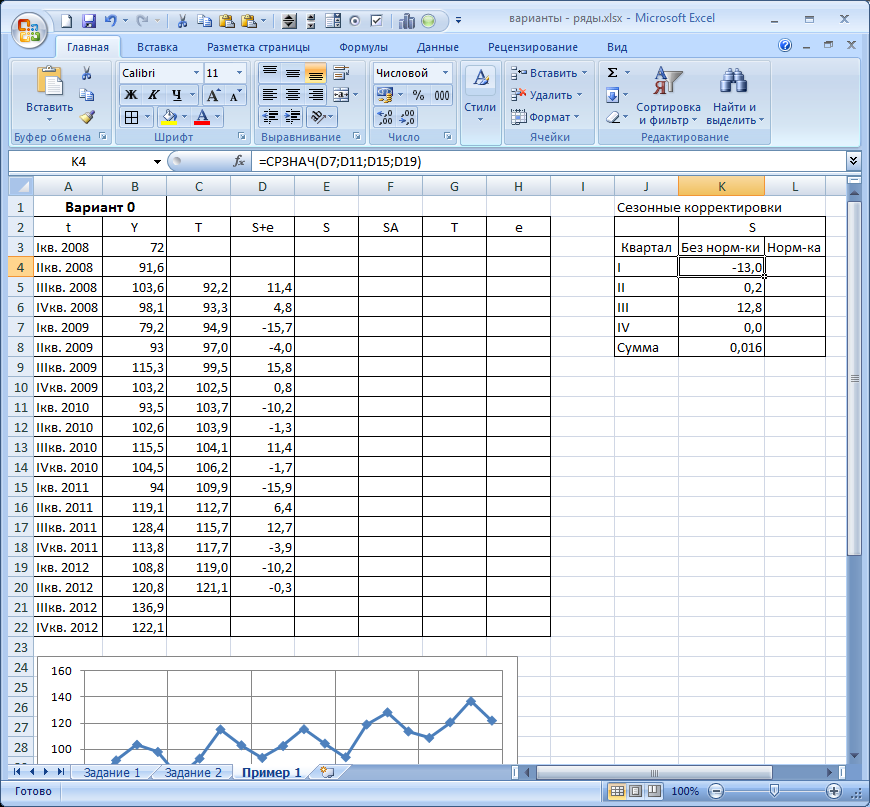 варианты - ряды.xlsx - Microsoft Excel
Главная Вставка Разметка страницы Формулы Данные Рецензирование Вид
Calibri 11 Числовой Вставить Σ
Вставить Ж К Ч А А % 000 Стили Удалить Сортировка и фильтр Найти и выделить
А ,0 ,00 ,00 ,0 Формат
Буфер обмена Шрифт Выравнивание Число Ячейки Редактирование
K4 fx =СРЗНАЧ(D7;D11;D15;D19)
A B C D E F G H I J K L
1 Вариант 0 Сезонные корректировки
2 t Y T S+e S SA T e S
3 Iкв. 2008 72 Квартал Без норм-ки Норм-ка
4 IIкв. 2008 91,6 I -13,0
5 IIIкв. 2008 103,6 92,2 11,4 II 0,2
6 IVкв. 2008 98,1 93,3 4,8 III 12,8
7 Iкв. 2009 79,2 94,9 -15,7 IV 0,0
8 IIкв. 2009 93 97,0 -4,0 Сумма 0,016
9 IIIкв. 2009 115,3 99,5 15,8
10 IVкв. 2009 103,2 102,5 0,8
11 Iкв. 2010 93,5 103,7 -10,2
12 IIкв. 2010 102,6 103,9 -1,3
13 IIIкв. 2010 115,5 104,1 11,4
14 IVкв. 2010 104,5 106,2 -1,7
15 Iкв. 2011 94 109,9 -15,9
16 IIкв. 2011 119,1 112,7 6,4
17 IIIкв. 2011 128,4 115,7 12,7
18 IVкв. 2011 113,8 117,7 -3,9
19 Iкв. 2012 108,8 119,0 -10,2
20 IIкв. 2012 120,8 121,1 -0,3
21 IIIкв. 2012 136,9
22 IVкв. 2012 122,1
23
24 160
25
26 140
27 120
28 100
Задание 1 Задание 2 Пример 1
Готово 100%